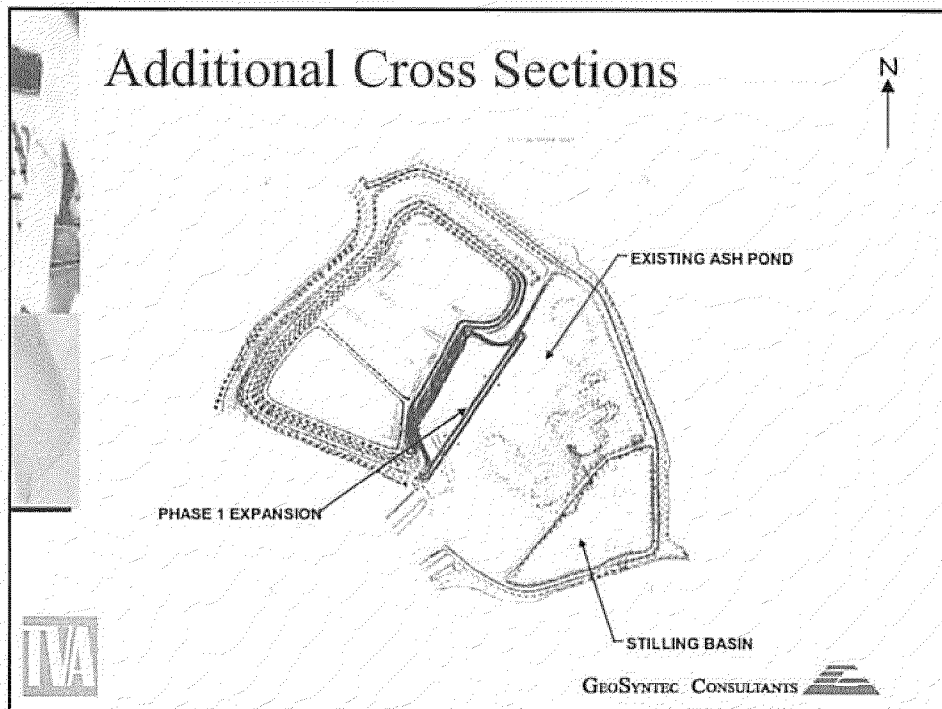 Additional Cross Sections
N
EXISTING ASH POND
PHASE 1 EXPANSION
STILLING BASIN
TVA
GEOSYNTEC CONSULTANTS